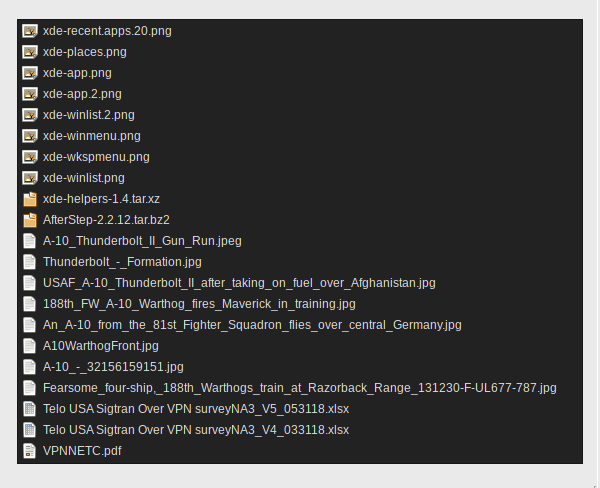 xde-recent.apps.20.png
xde-places.png
xde-app.png
xde-app.2.png
xde-winlist.2.png
xde-winmenu.png
xde-wkspmenu.png
xde-winlist.png
xde-helpers-1.4.tar.xz
AfterStep-2.2.12.tar.bz2
A-10_Thunderbolt_II_Gun_Run.jpeg
Thunderbolt_-_Formation.jpg
USAF_A-10_Thunderbolt_II_after_taking_on_fuel_over_Afghanistan.jpg
188th_FW_A-10_Warthog_fires_Maverick_in_training.jpg
An_A-10_from_the_81st_Fighter_Squadron_flies_over_central_Germany.jpg
A10WarthogFront.jpg
A-10_-_32156159151.jpg
Fearsome_four-ship,_188th_Warthogs_train_at_Razorback_Range_131230-F-UL677-787.jpg
Telo USA Sigtran Over VPN surveyNA3_V5_053118.xlsx
Telo USA Sigtran Over VPN surveyNA3_V4_033118.xlsx
VPNNETC.pdf